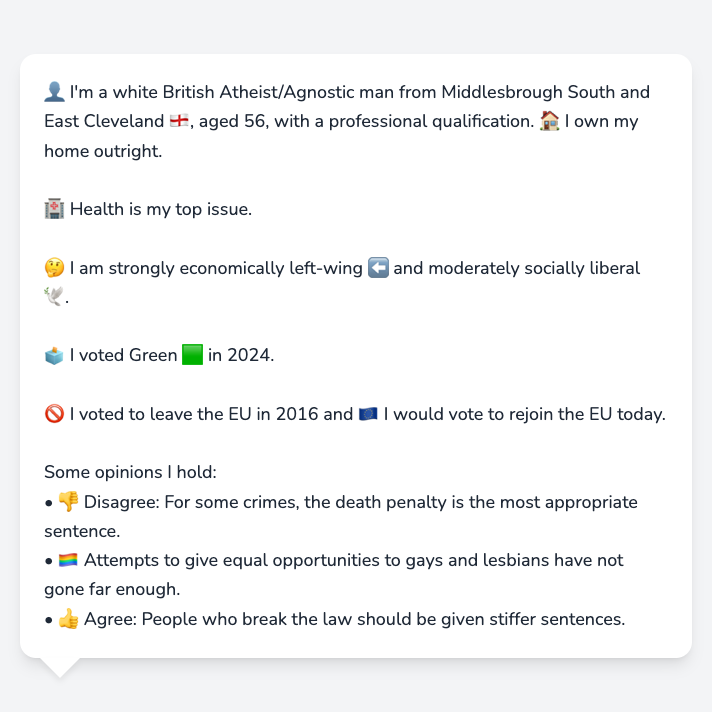 👤 I'm a white British Atheist/Agnostic man from Middlesbrough South and
East Cleveland 🏴󠁧󠁢󠁥󠁮󠁧󠁿, aged 56, with a professional qualification. 🏠 I own my
home outright.
🏥 Health is my top issue.
🤔 I am strongly economically left-wing ⬅️ and moderately socially liberal
🕊️.
🗳️ I voted Green 🟩 in 2024.
🚫 I voted to leave the EU in 2016 and 🇪🇺 I would vote to rejoin the EU today.
Some opinions I hold:
• 👎 Disagree: For some crimes, the death penalty is the most appropriate
sentence.
• 🏳️‍🌈 Attempts to give equal opportunities to gays and lesbians have not
gone far enough.
• 👍 Agree: People who break the law should be given stiffer sentences.